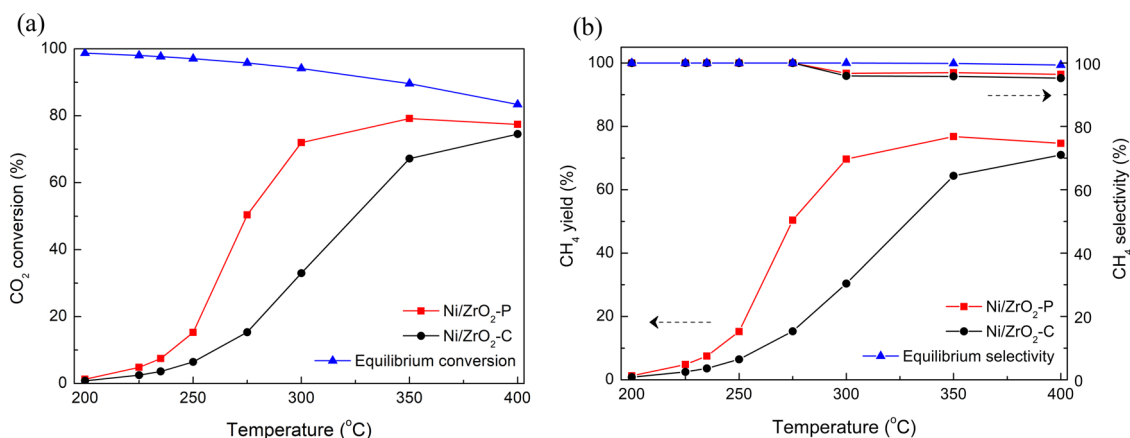 (a)
100
80
60
40
20
0
CO2 conversion (%)
Ni/ZrO2-P
Ni/ZrO2-C
Equilibrium conversion
200 250 300 350 400
Temperature (oC)
(b)
100
80
60
40
20
0
CH4 yield (%)
100
80
60
40
20
0
CH4 selectivity (%)
Ni/ZrO2-P
Ni/ZrO2-C
Equilibrium selectivity
200 250 300 350 400
Temperature (oC)